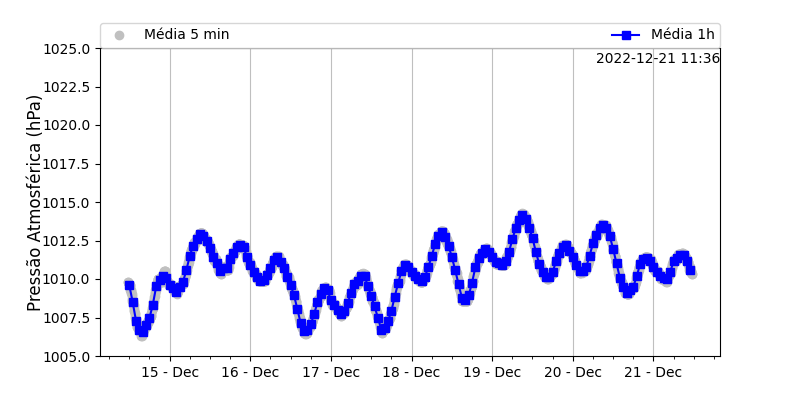 Média 5 min
Média 1h
2022-12-21 11:36
Pressão Atmosférica (hPa)
1025.0
1022.5
1020.0
1017.5
1015.0
1012.5
1010.0
1007.5
1005.0
15 - Dec
16 - Dec
17 - Dec
18 - Dec
19 - Dec
20 - Dec
21 - Dec